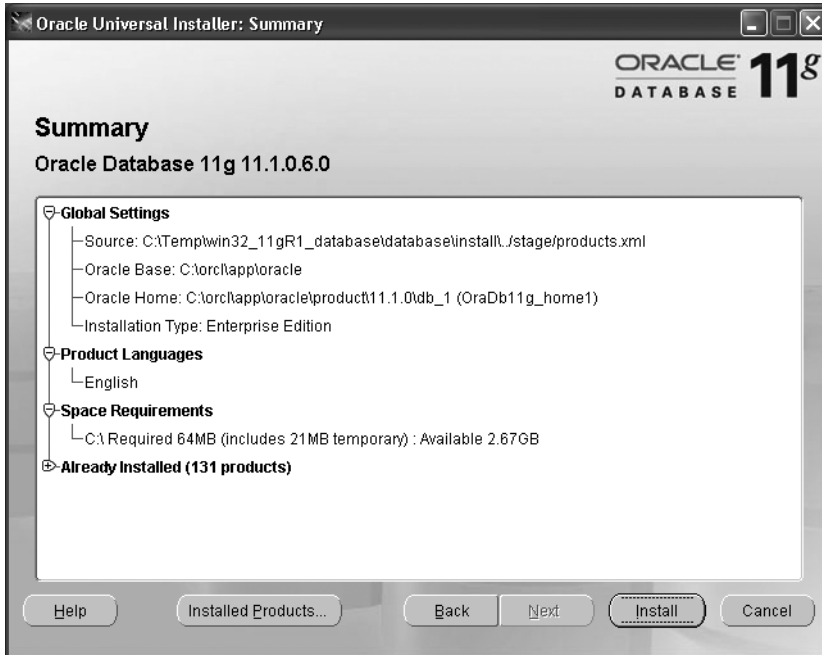 Oracle Universal Installer: Summary
ORACLE
DATABASE 11g
Summary
Oracle Database 11g 11.1.0.6.0
Global Settings
Source: C:\Temp\win32_11gR1_database\database\install\../stage/products.xml
Oracle Base: C:\orcl\app\oracle
Oracle Home: C:\orcl\app\oracle\product\11.1.0\db_1 (OraDb11g_home1)
Installation Type: Enterprise Edition
Product Languages
English
Space Requirements
C:\ Required 64MB (includes 21MB temporary) : Available 2.67GB
Already Installed (131 products)
Help Installed Products... Back Next Install Cancel